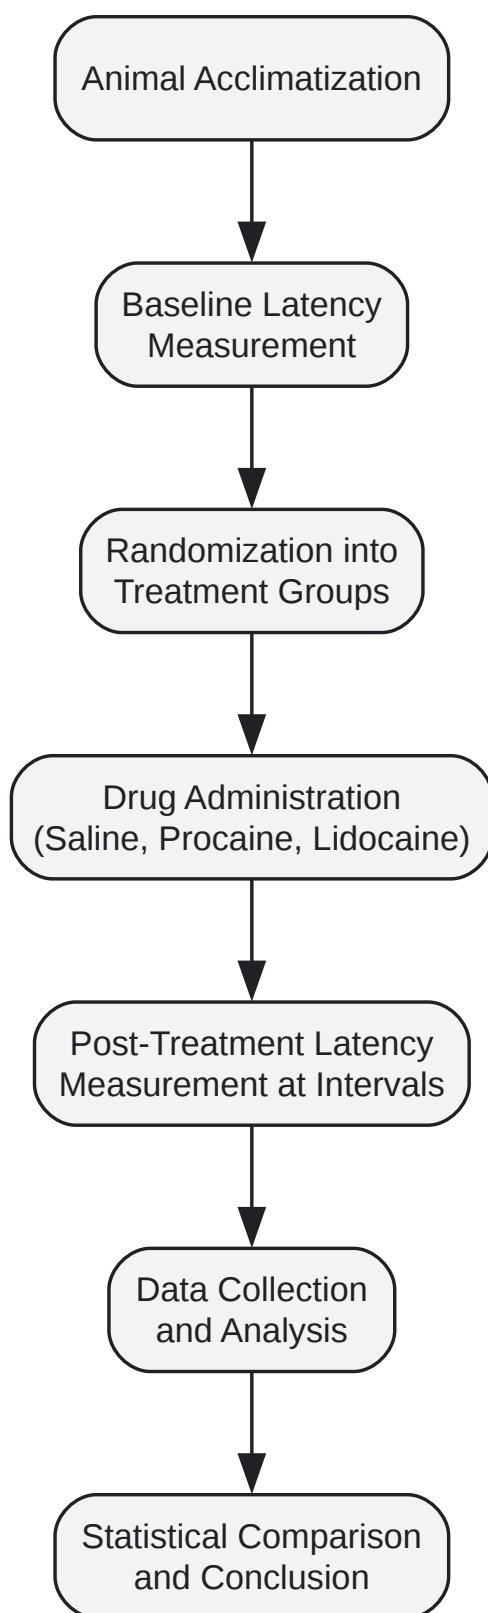 Animal Acclimatization
Baseline Latency
Measurement
Randomization into
Treatment Groups
Drug Administration
(Saline, Procaine, Lidocaine)
Post-Treatment Latency
Measurement at Intervals
Data Collection
and Analysis
Statistical Comparison
and Conclusion